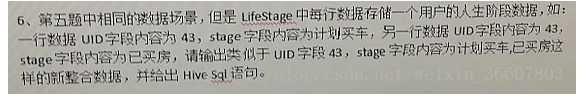 6、第五题中相同的数据场景，但是 LifeStage 中每行数据存储一个用户的人生阶段数据，如：
一行数据 UID 字段内容为 43，stage 字段内容为计划买车，另一行数据 UID 字段内容为 43，
stage 字段内容为已买房，请输出类似于 UID 字段 43，stage 字段内容为计划买车,已买房这
样的新整合数据，并给出 Hive Sql 语句。
blog.csdn.net/weixin_36607803